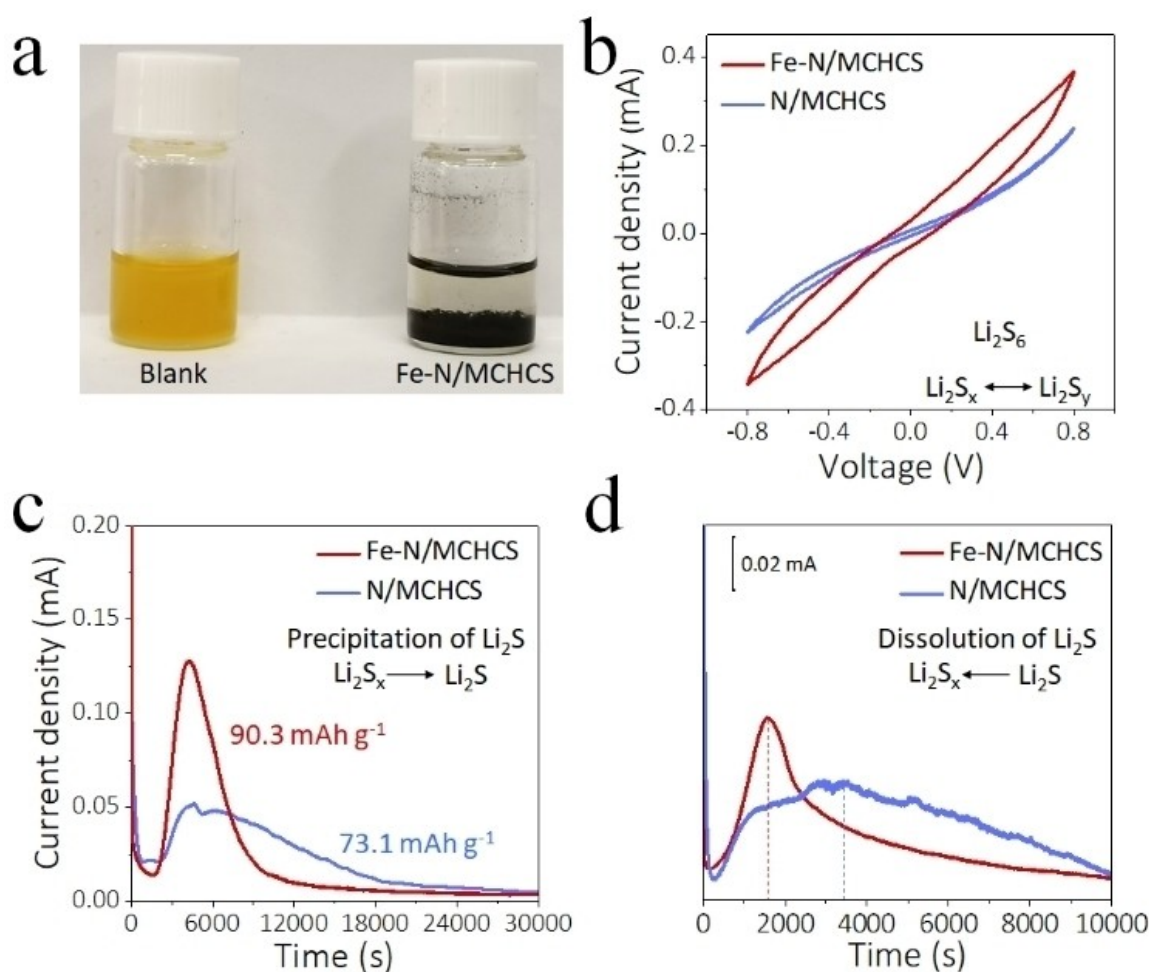 a
Blank
Fe-N/MCHCS
b
Fe-N/MCHCS
N/MCHCS
Li₂S₆
Li₂Sₓ ⟷ Li₂Sᵧ
Current density (mA)
0.4
0.2
0.0
-0.2
-0.4
-0.8
-0.4
0.0
0.4
0.8
Voltage (V)
c
Fe-N/MCHCS
N/MCHCS
Precipitation of Li₂S
Li₂Sₓ ⟶ Li₂S
90.3 mAh g⁻¹
73.1 mAh g⁻¹
Current density (mA)
0.20
0.15
0.10
0.05
0.00
0
6000
12000
18000
24000
30000
Time (s)
d
0.02 mA
Fe-N/MCHCS
N/MCHCS
Dissolution of Li₂S
Li₂Sₓ ⟵ Li₂S
0
2000
4000
6000
8000
10000
Time (s)